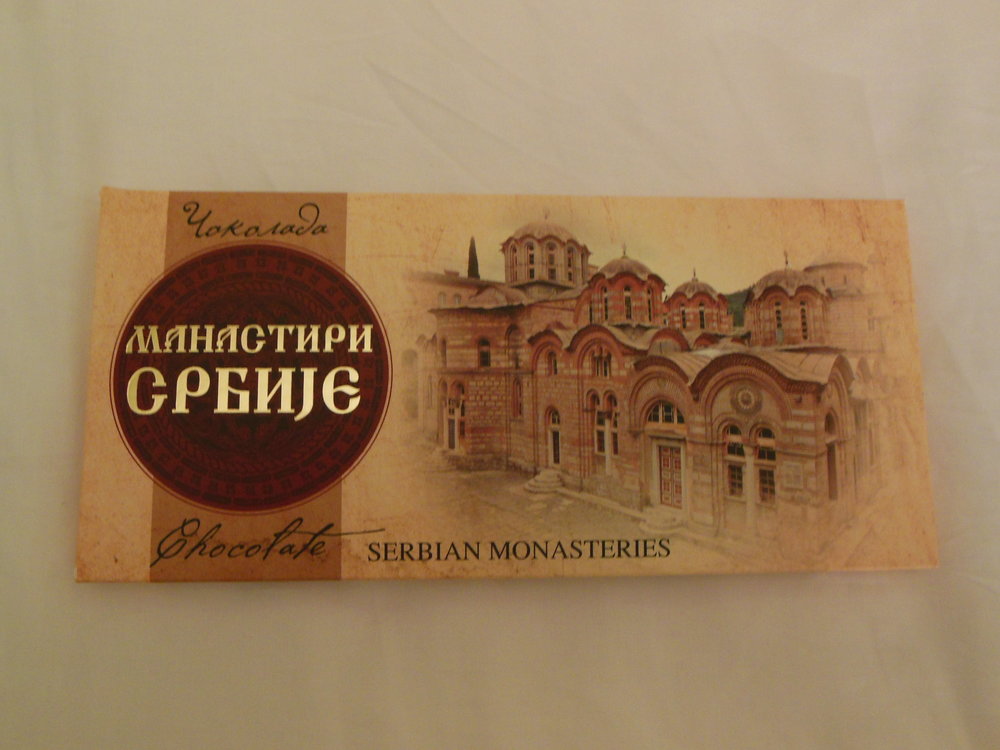 Чоколада
МАНАСТИРИ
СРБИЈЕ
Chocolate
SERBIAN MONASTERIES